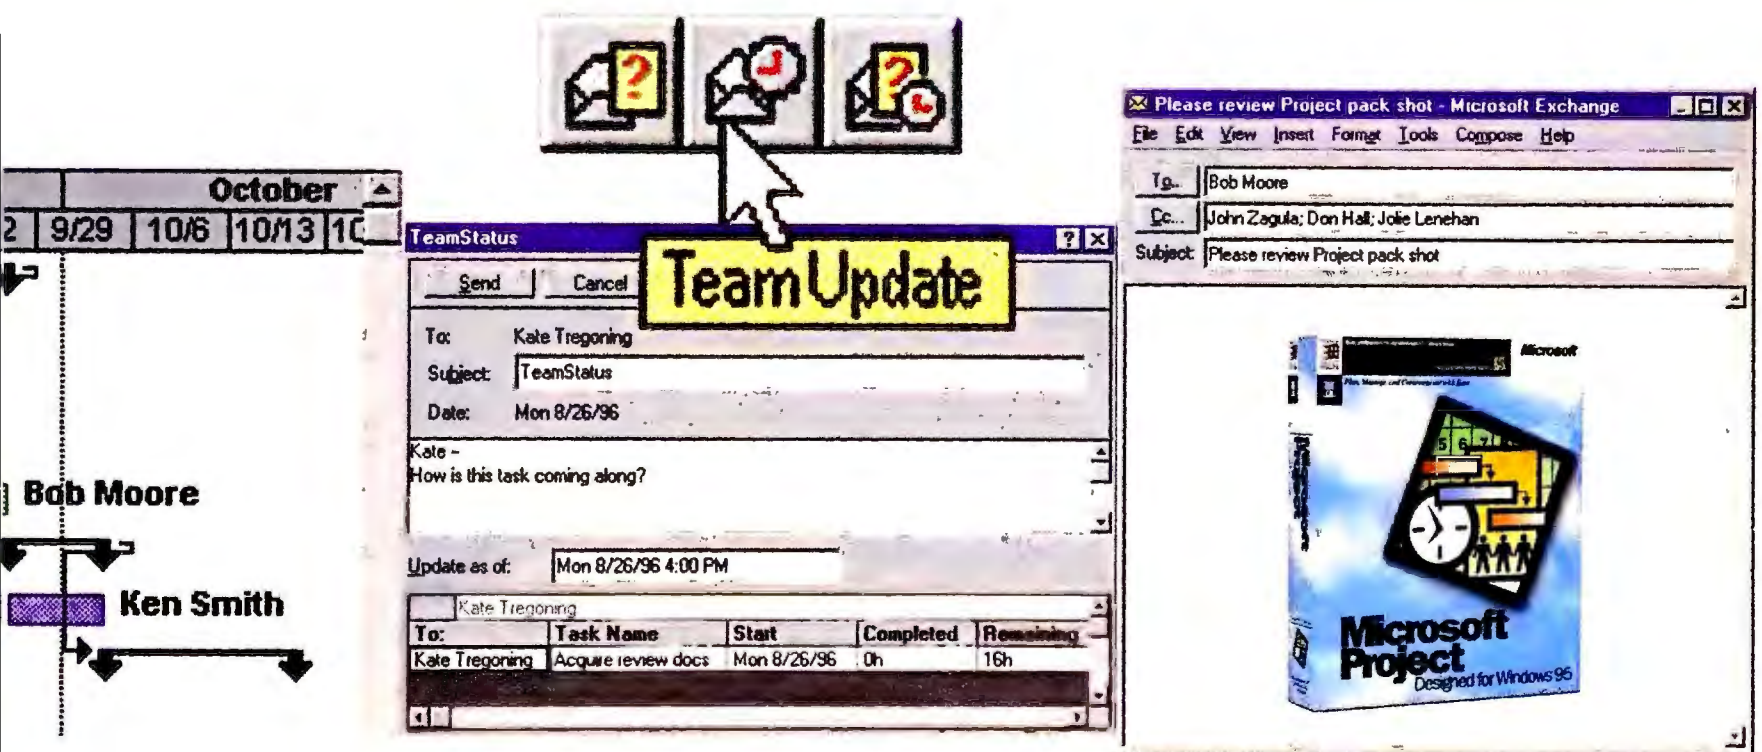 October
2 9/29 10/6 10/13 10
Bob Moore
Ken Smith
TeamStatus
Send Cancel
TeamUpdate
To: Kate Tregoning
Subject: TeamStatus
Date: Mon 8/26/96
Kate –
How is this task coming along?
Update as of: Mon 8/26/96 4:00 PM
Kate Tregoning
To: Task Name Start Completed Remaining
Kate Tregoning Acquire review docs Mon 8/26/96 0h 16h
Please review Project pack shot - Microsoft Exchange
File Edit View Insert Format Tools Compose Help
To... Bob Moore
Cc... John Zagula; Don Hall; Jolie Lenehan
Subject: Please review Project pack shot
Microsoft
5 6 7
Microsoft
Project
Designed for Windows 95